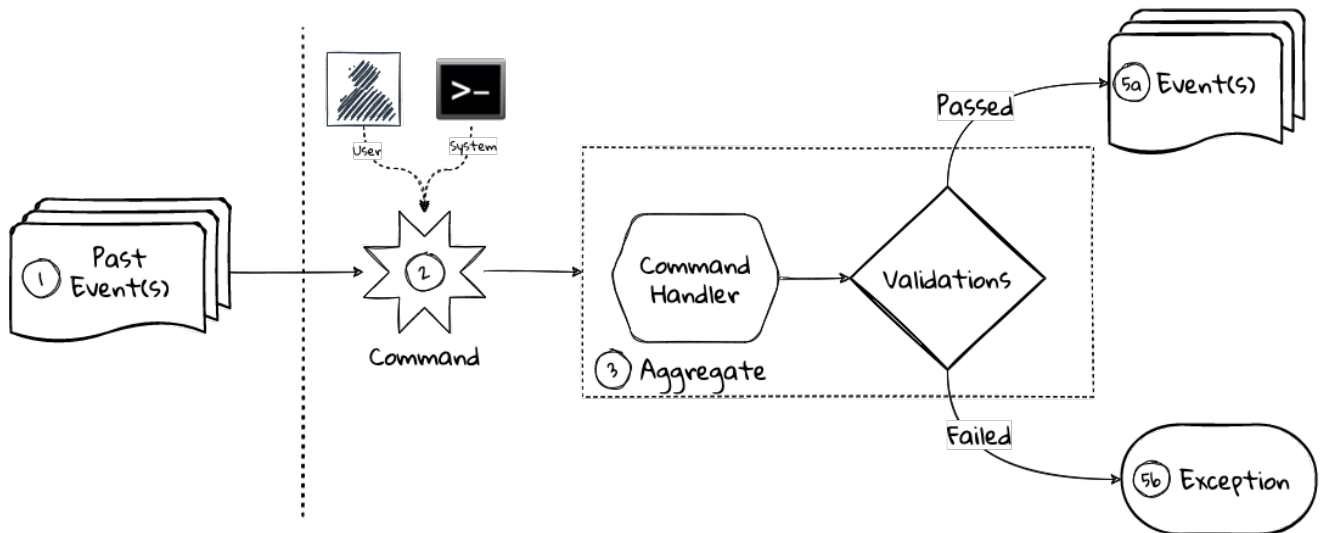 1
Past
Event(s)
User
System
>-
2
Command
Command
Handler
3 Aggregate
Validations
Passed
5a Event(s)
Failed
5b Exception